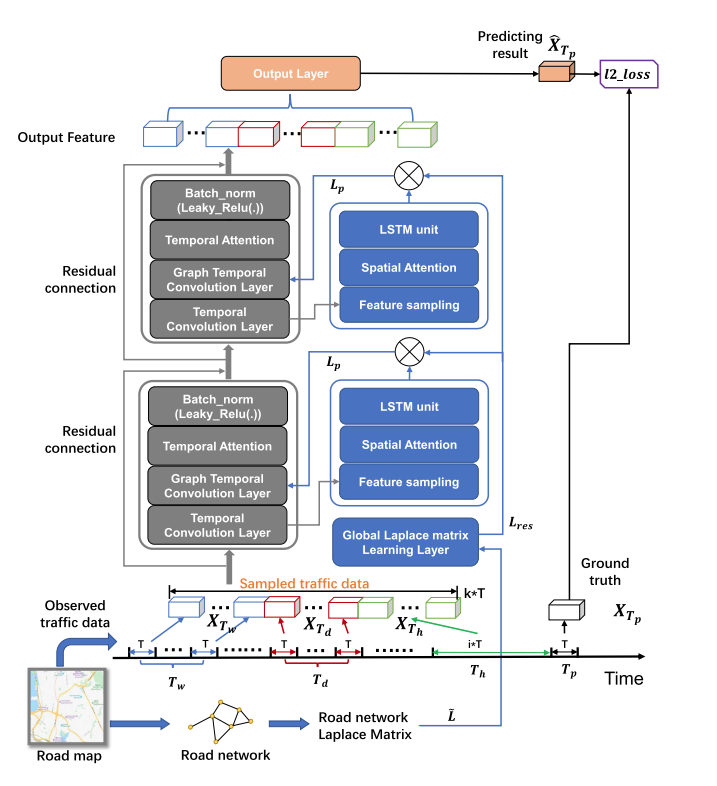 Predicting
result
X̂_{T_p}
l2_loss
Output Layer
Output Feature
Batch_norm
(Leaky_Relu(.))
Temporal Attention
Graph Temporal
Convolution Layer
Temporal
Convolution Layer
Residual
connection
L_p
LSTM unit
Spatial Attention
Feature sampling
Batch_norm
(Leaky_Relu(.))
Temporal Attention
Graph Temporal
Convolution Layer
Temporal
Convolution Layer
Residual
connection
L_p
LSTM unit
Spatial Attention
Feature sampling
Global Laplace matrix
Learning Layer
L_{res}
Sampled traffic data
k*T
Observed
traffic data
X_{T_w}
X_{T_d}
X_{T_h}
Ground
truth
X_{T_p}
T
T
T
T
i*T
T
T_w
T_d
T_h
T_p
Time
Road map
Road network
Road network
Laplace Matrix
L̃